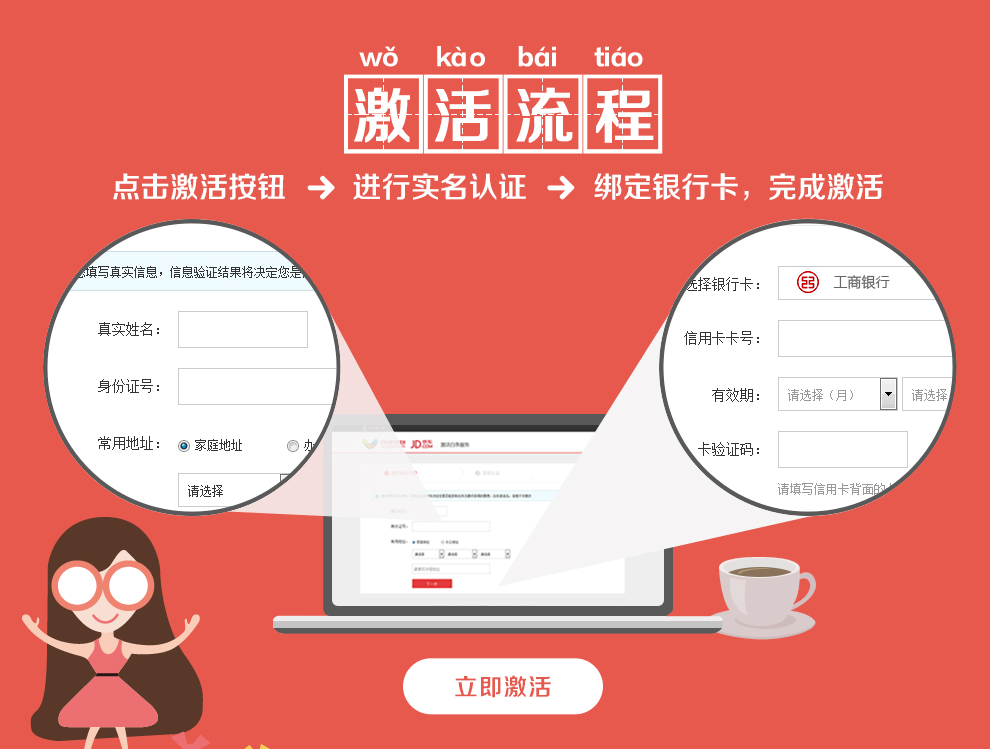 wǒ kào bái tiáo
激活流程
点击激活按钮 → 进行实名认证 → 绑定银行卡，完成激活
填写真实信息，信息验证结果将决定您是
真实姓名：
身份证号：
常用地址： 家庭地址 办
请选择
选择银行卡： 工商银行
信用卡卡号：
有效期： 请选择（月） 请选择
卡验证码：
请填写信用卡背面的
JD 京东 激活白条服务
JD.COM
立即激活